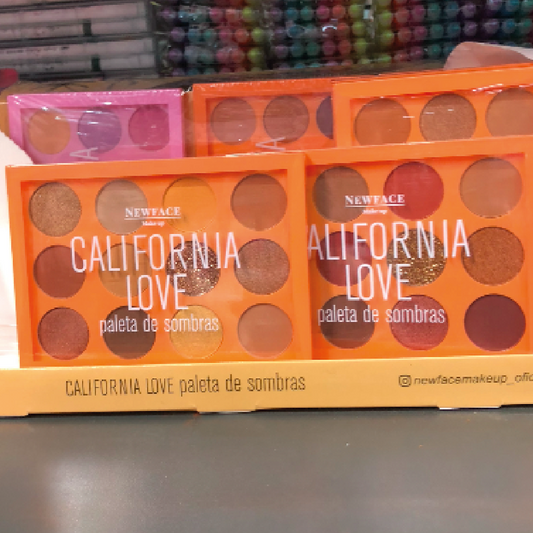 NEWFACE
Make-up
CALIFORNIA
LOVE
paleta de sombras
NEWFACE
Make-up
ALIFORNIA
LOVE
paleta de sombras
CALIFORNIA LOVE paleta de sombras
newfacemakeup_ofic